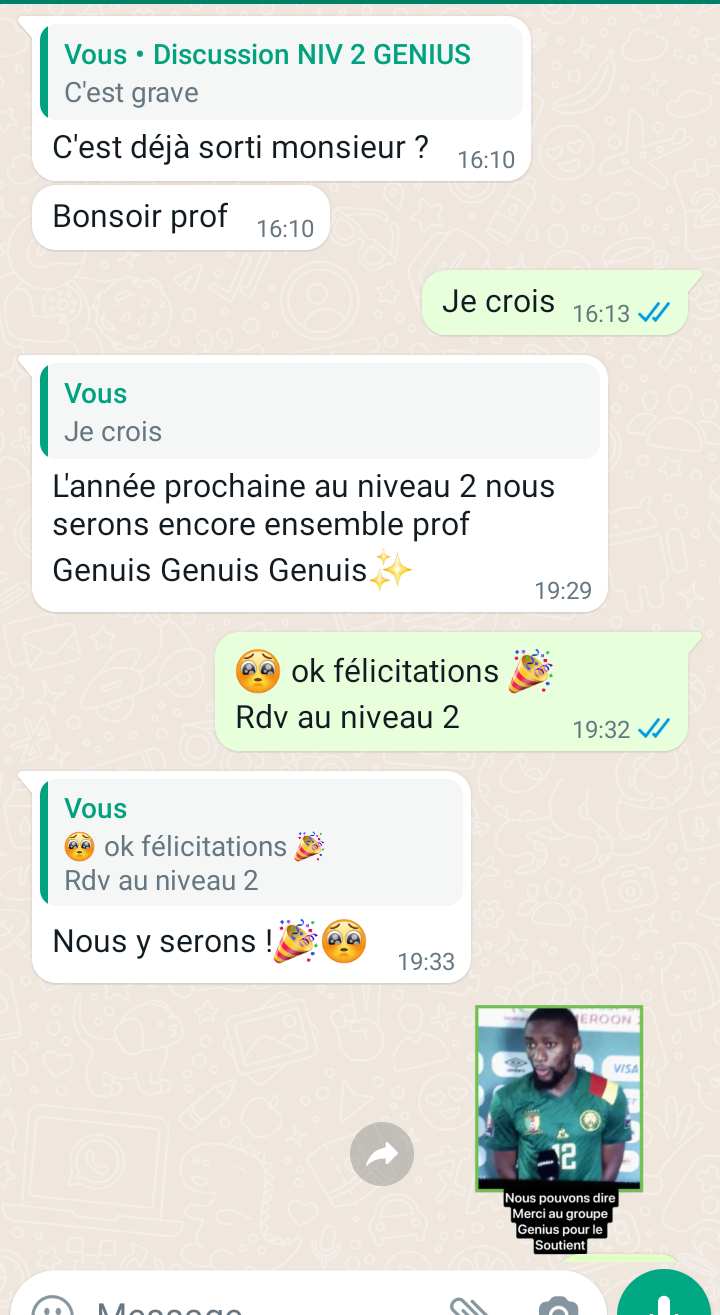 Vous • Discussion NIV 2 GENIUS
C'est grave
C'est déjà sorti monsieur ?
16:10
Bonsoir prof
16:10
Je crois
16:13
Vous
Je crois
L'année prochaine au niveau 2 nous
serons encore ensemble prof
Genuis Genuis Genuis✨
19:29
🥺 ok félicitations 🎉
Rdv au niveau 2
19:32
Vous
🥺 ok félicitations 🎉
Rdv au niveau 2
Nous y serons !🎉🥺
19:33
MEROON 2
VISA
12
Nous pouvons dire
Merci au groupe
Genius pour le
Soutient
Message